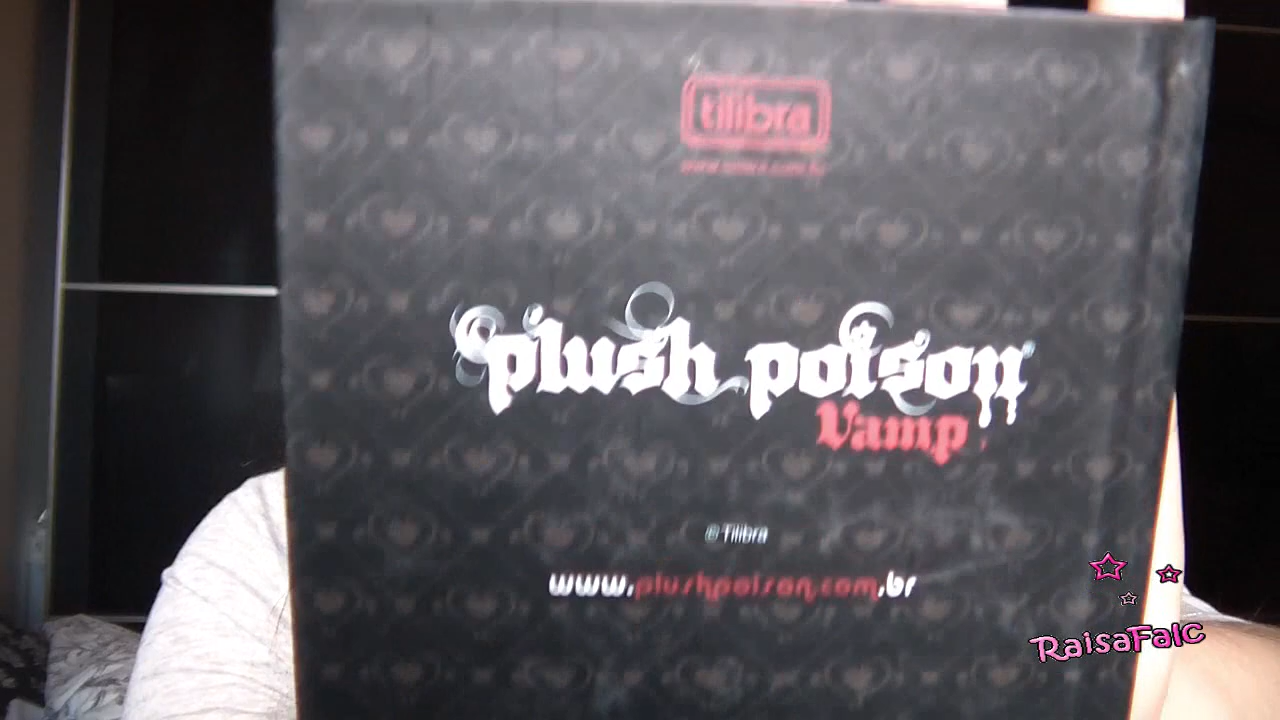 tilibra
plush poison
Vamp
© Tilibra
www.plushpoison.com.br
RaisaFalc